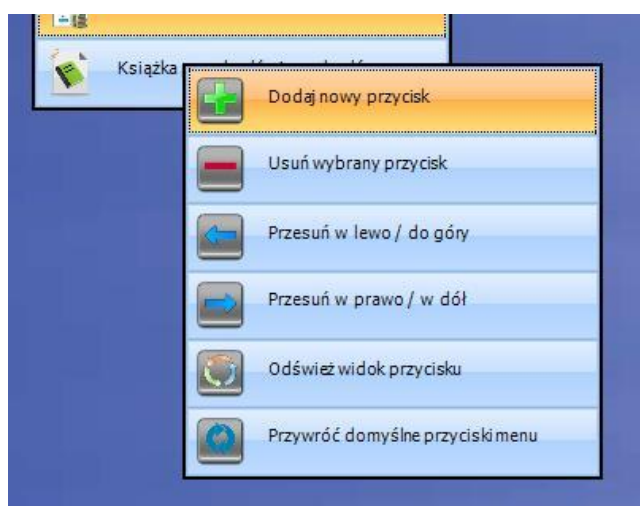 Książka
Dodaj nowy przycisk
Usuń wybrany przycisk
Przesuń w lewo / do góry
Przesuń w prawo / w dół
Odśwież widok przycisku
Przywróć domyślne przyciski menu